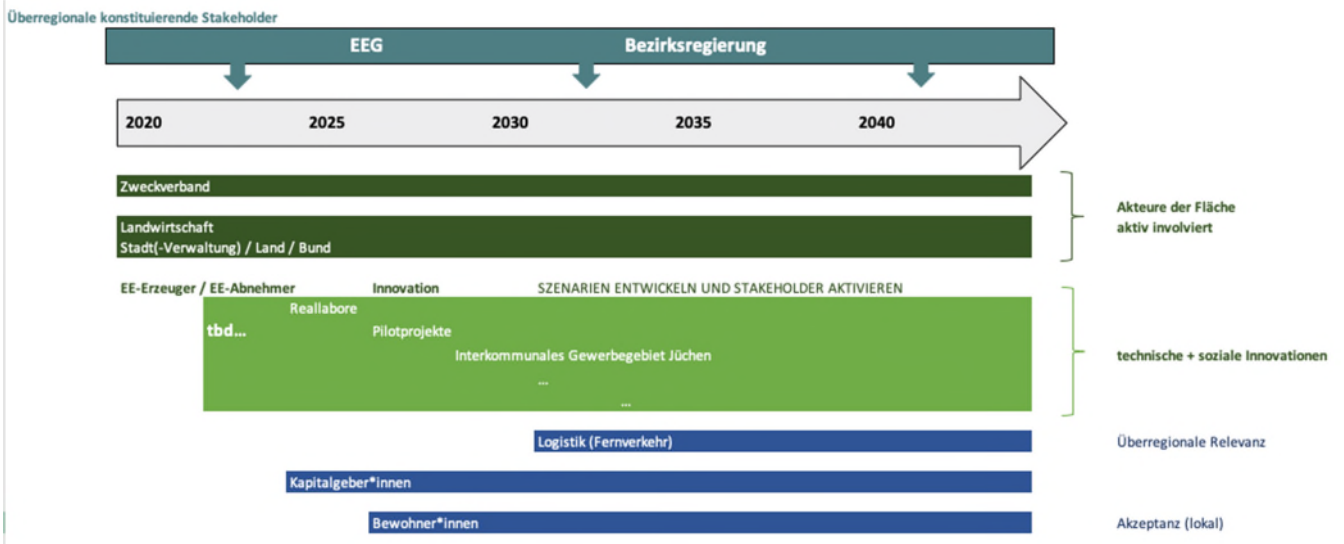 Überregionale konstituierende Stakeholder
EEG Bezirksregierung
2020 2025 2030 2035 2040
Zweckverband
Landwirtschaft
Stadt(-Verwaltung) / Land / Bund
Akteure der Fläche
aktiv involviert
EE-Erzeuger / EE-Abnehmer Innovation SZENARIEN ENTWICKELN UND STAKEHOLDER AKTIVIEREN
Reallabore
tbd... Pilotprojekte
Interkommunales Gewerbegebiet Jüchen
...
...
technische + soziale Innovationen
Logistik (Fernverkehr) Überregionale Relevanz
Kapitalgeber*innen
Bewohner*innen Akzeptanz (lokal)